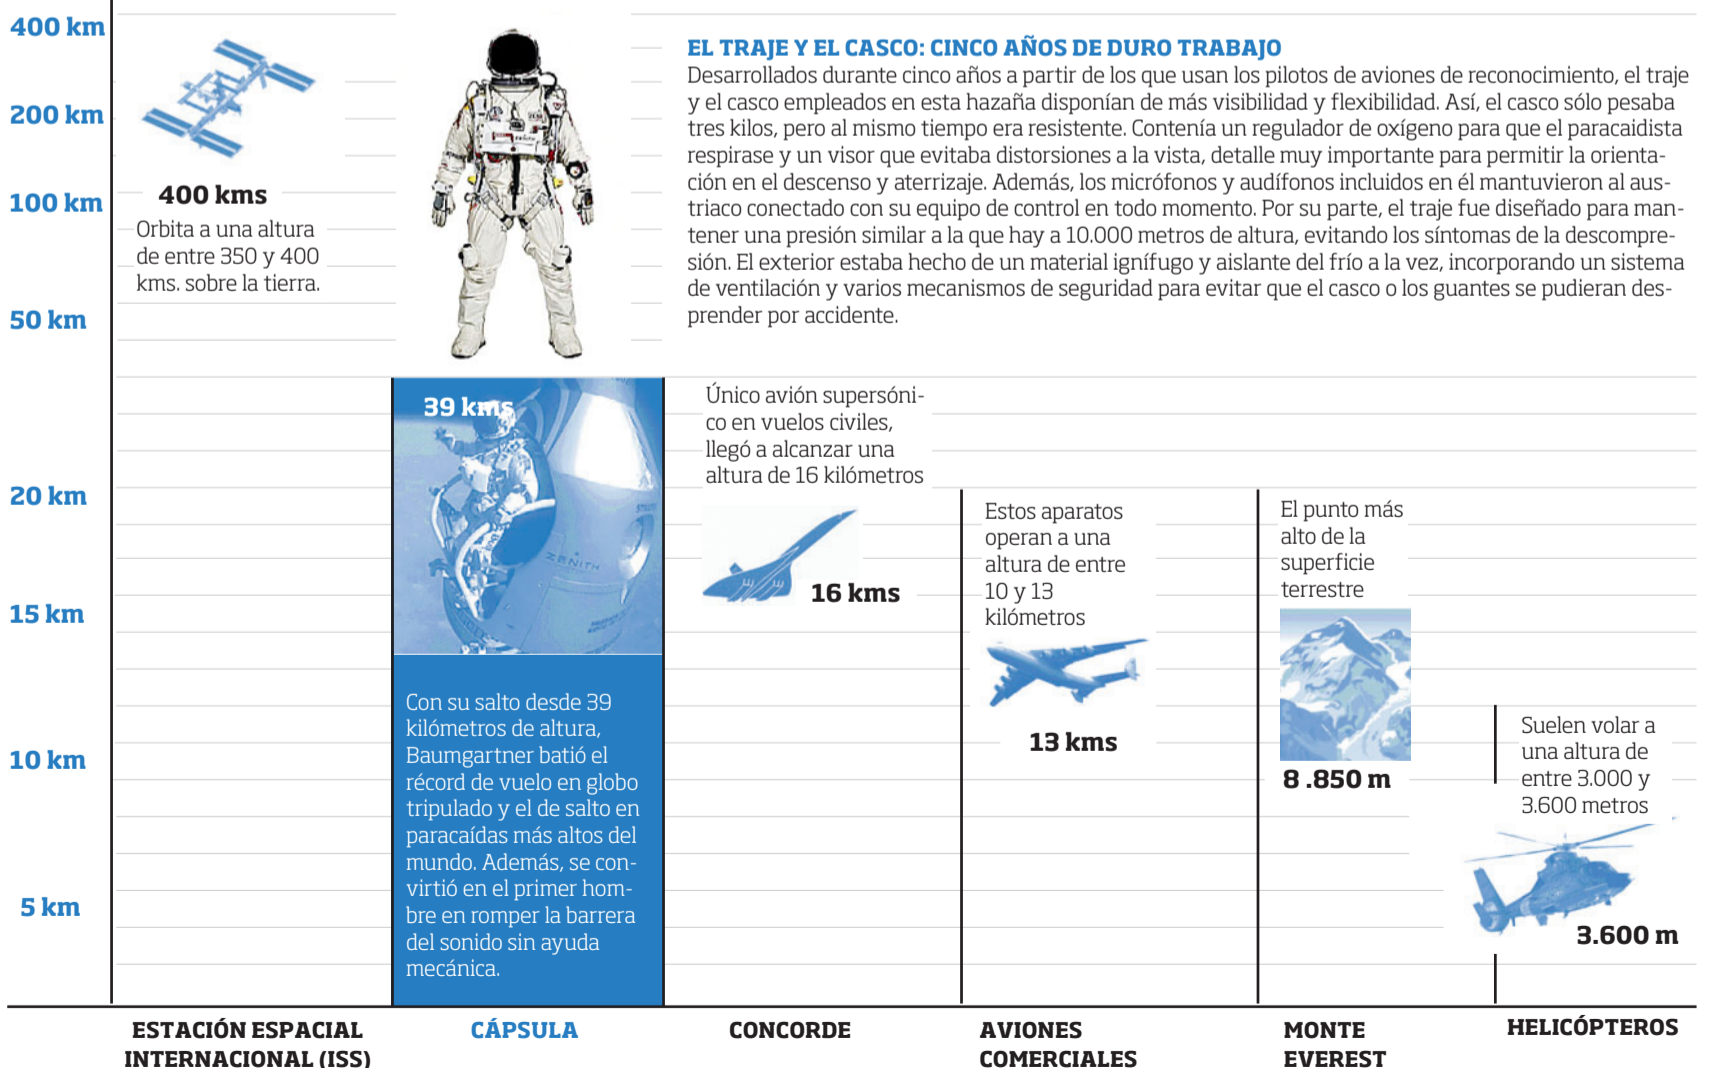 400 km
200 km
100 km
50 km
20 km
15 km
10 km
5 km
400 kms
Orbita a una altura
de entre 350 y 400
kms. sobre la tierra.
EL TRAJE Y EL CASCO: CINCO AÑOS DE DURO TRABAJO
Desarrollados durante cinco años a partir de los que usan los pilotos de aviones de reconocimiento, el traje
y el casco empleados en esta hazaña disponían de más visibilidad y flexibilidad. Así, el casco sólo pesaba
tres kilos, pero al mismo tiempo era resistente. Contenía un regulador de oxígeno para que el paracaidista
respirase y un visor que evitaba distorsiones a la vista, detalle muy importante para permitir la orienta-
ción en el descenso y aterrizaje. Además, los micrófonos y audífonos incluidos en él mantuvieron al aus-
triaco conectado con su equipo de control en todo momento. Por su parte, el traje fue diseñado para man-
tener una presión similar a la que hay a 10.000 metros de altura, evitando los síntomas de la descompre-
sión. El exterior estaba hecho de un material ignífugo y aislante del frío a la vez, incorporando un sistema
de ventilación y varios mecanismos de seguridad para evitar que el casco o los guantes se pudieran des-
prender por accidente.
39 kms
ZENITH
Con su salto desde 39
kilómetros de altura,
Baumgartner batió el
récord de vuelo en globo
tripulado y el de salto en
paracaídas más altos del
mundo. Además, se con-
virtió en el primer hom-
bre en romper la barrera
del sonido sin ayuda
mecánica.
Único avión supersóni-
co en vuelos civiles,
llegó a alcanzar una
altura de 16 kilómetros
16 kms
Estos aparatos
operan a una
altura de entre
10 y 13
kilómetros
13 kms
El punto más
alto de la
superficie
terrestre
8 .850 m
Suelen volar a
una altura de
entre 3.000 y
3.600 metros
3.600 m
ESTACIÓN ESPACIAL
INTERNACIONAL (ISS)
CÁPSULA
CONCORDE
AVIONES
COMERCIALES
MONTE
EVEREST
HELICÓPTEROS